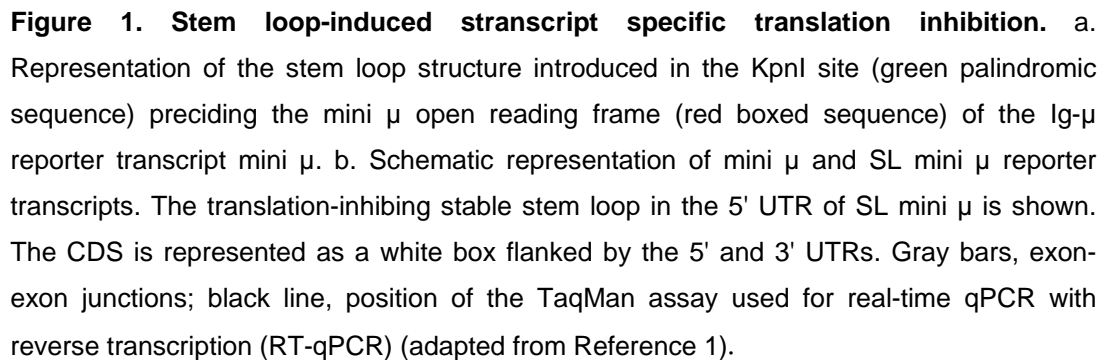 Figure 1. Stem loop-induced stranscript specific translation inhibition. a.
Representation of the stem loop structure introduced in the KpnI site (green palindromic
sequence) preciding the mini μ open reading frame (red boxed sequence) of the Ig-μ
reporter transcript mini μ. b. Schematic representation of mini μ and SL mini μ reporter
transcripts. The translation-inhibing stable stem loop in the 5' UTR of SL mini μ is shown.
The CDS is represented as a white box flanked by the 5' and 3' UTRs. Gray bars, exon-
exon junctions; black line, position of the TaqMan assay used for real-time qPCR with
reverse transcription (RT-qPCR) (adapted from Reference 1).